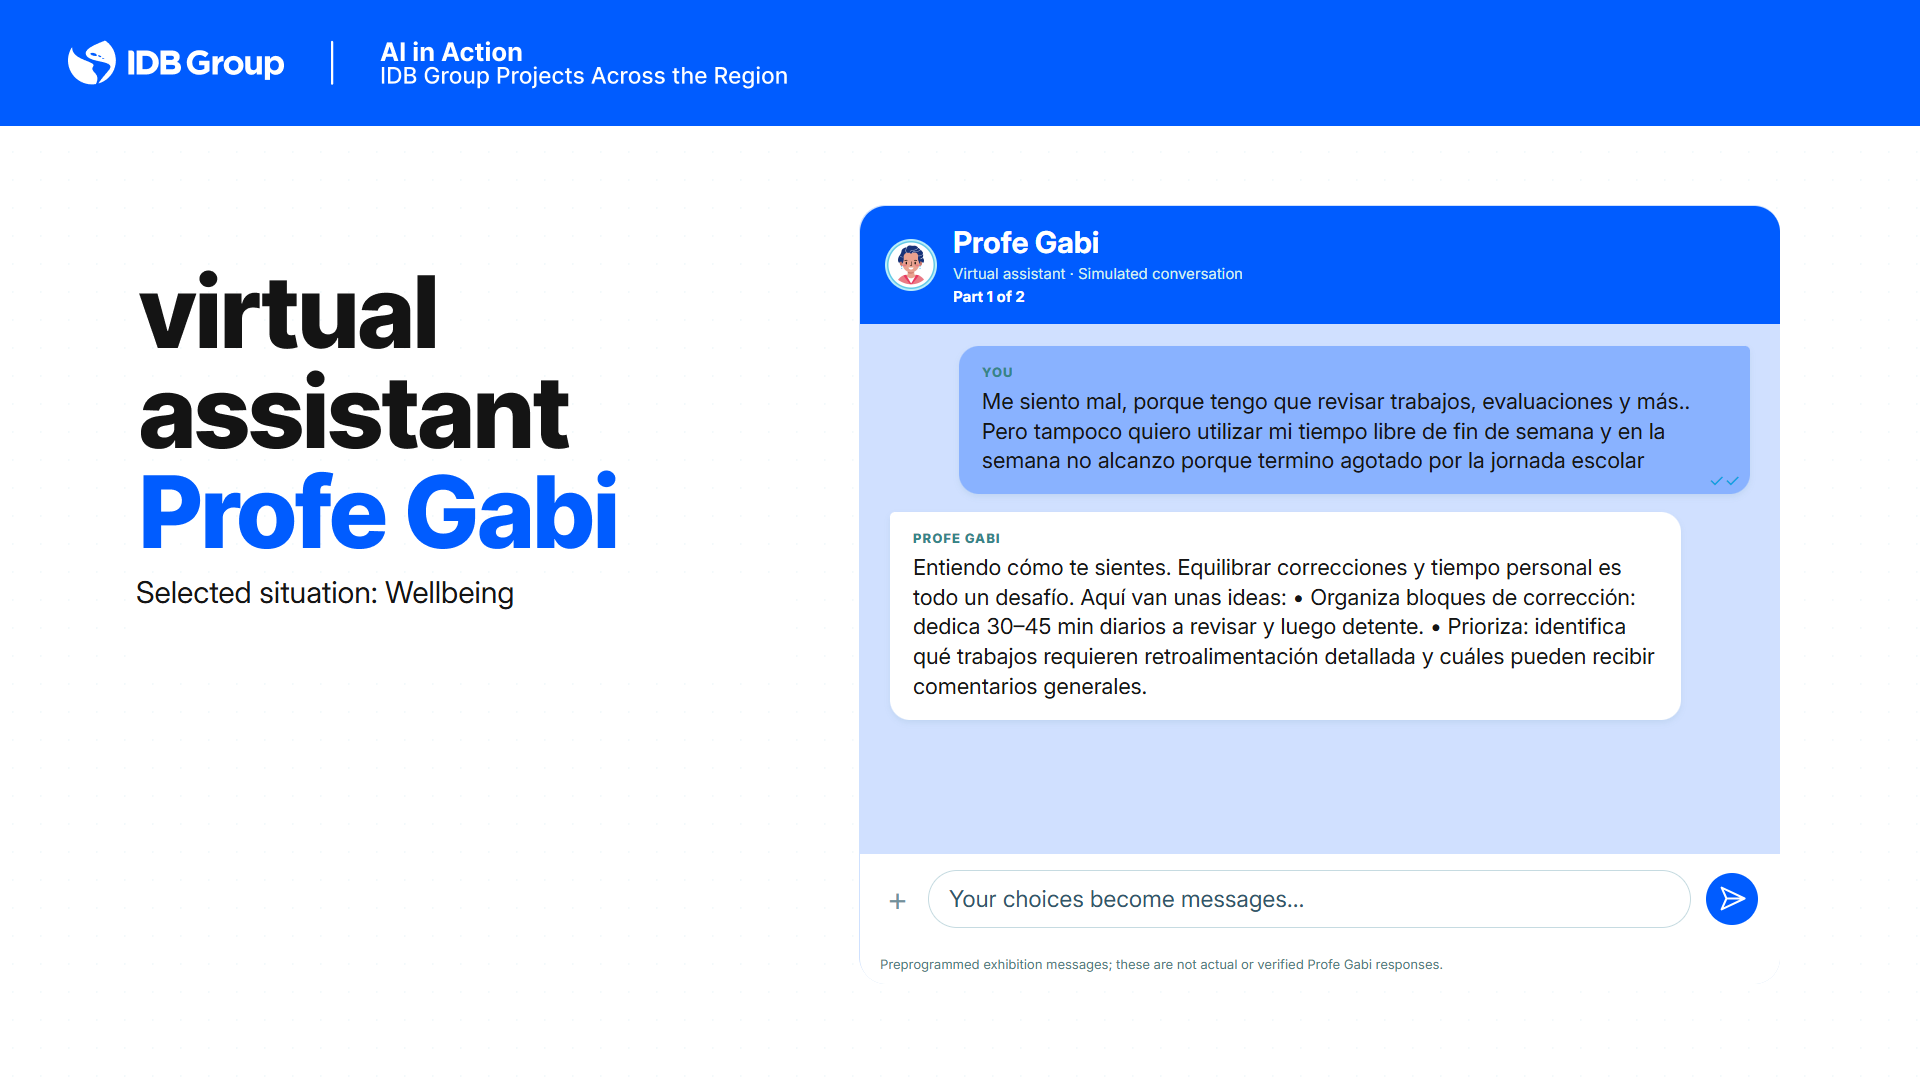 IDB Group
AI in Action
IDB Group Projects Across the Region
virtual
assistant
Profe Gabi
Selected situation: Wellbeing
Profe Gabi
Virtual assistant · Simulated conversation
Part 1 of 2
YOU
Me siento mal, porque tengo que revisar trabajos, evaluaciones y más..
Pero tampoco quiero utilizar mi tiempo libre de fin de semana y en la
semana no alcanzo porque termino agotado por la jornada escolar
PROFE GABI
Entiendo cómo te sientes. Equilibrar correcciones y tiempo personal es
todo un desafío. Aquí van unas ideas: • Organiza bloques de corrección:
dedica 30–45 min diarios a revisar y luego detente. • Prioriza: identifica
qué trabajos requieren retroalimentación detallada y cuáles pueden recibir
comentarios generales.
+
Your choices become messages...
Preprogrammed exhibition messages; these are not actual or verified Profe Gabi responses.